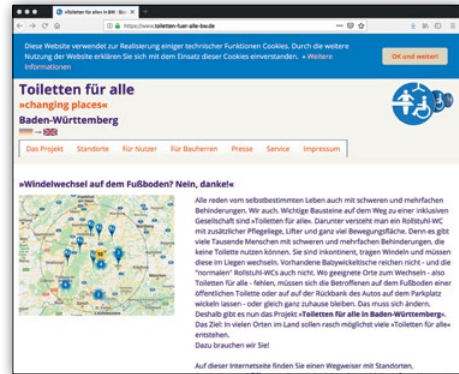 »Toiletten für alle« in BW - Star
https://www.toiletten-fuer-alle-bw.de
Diese Website verwendet zur Realisierung einiger technischer Funktionen Cookies. Durch die weitere
Nutzung der Website erklären Sie sich mit dem Einsatz dieser Cookies einverstanden. » Weitere
Informationen
OK und weiter!
Toiletten für alle
»changing places«
Baden-Württemberg
Das Projekt Standorte Für Nutzer Für Bauherren Presse Service Impressum
»Windelwechsel auf dem Fußboden? Nein, danke!«
Alle reden vom selbstbestimmten Leben auch mit schweren und mehrfachen
Behinderungen. Wir auch. Wichtige Bausteine auf dem Weg zu einer inklusiven
Gesellschaft sind »Toiletten für alle«. Darunter versteht man ein Rollstuhl-WC
mit zusätzlicher Pflegeliege, Lifter und ganz viel Bewegungsfläche. Denn es gibt
viele Tausende Menschen mit schweren und mehrfachen Behinderungen, die
keine Toilette nutzen können. Sie sind inkontinent, tragen Windeln und müssen
diese im Liegen wechseln. Vorhandene Babywickeltische reichen nicht - und die
"normalen" Rollstuhl-WCs auch nicht. Wo geeignete Orte zum Wechseln - also
Toiletten für alle - fehlen, müssen sich die Betroffenen auf dem Fußboden einer
öffentlichen Toilette oder auf auf der Rückbank des Autos auf dem Parkplatz
wickeln lassen - oder gleich ganz zuhause bleiben. Das muss sich ändern.
Deshalb gibt es nun das Projekt »Toiletten für alle in Baden-Württemberg«.
Das Ziel: In vielen Orten im Land sollen rasch möglichst viele »Toiletten für alle«
entstehen.
Dazu brauchen wir Sie!
Auf dieser Internetseite finden Sie einen Wegweiser mit Standorten,